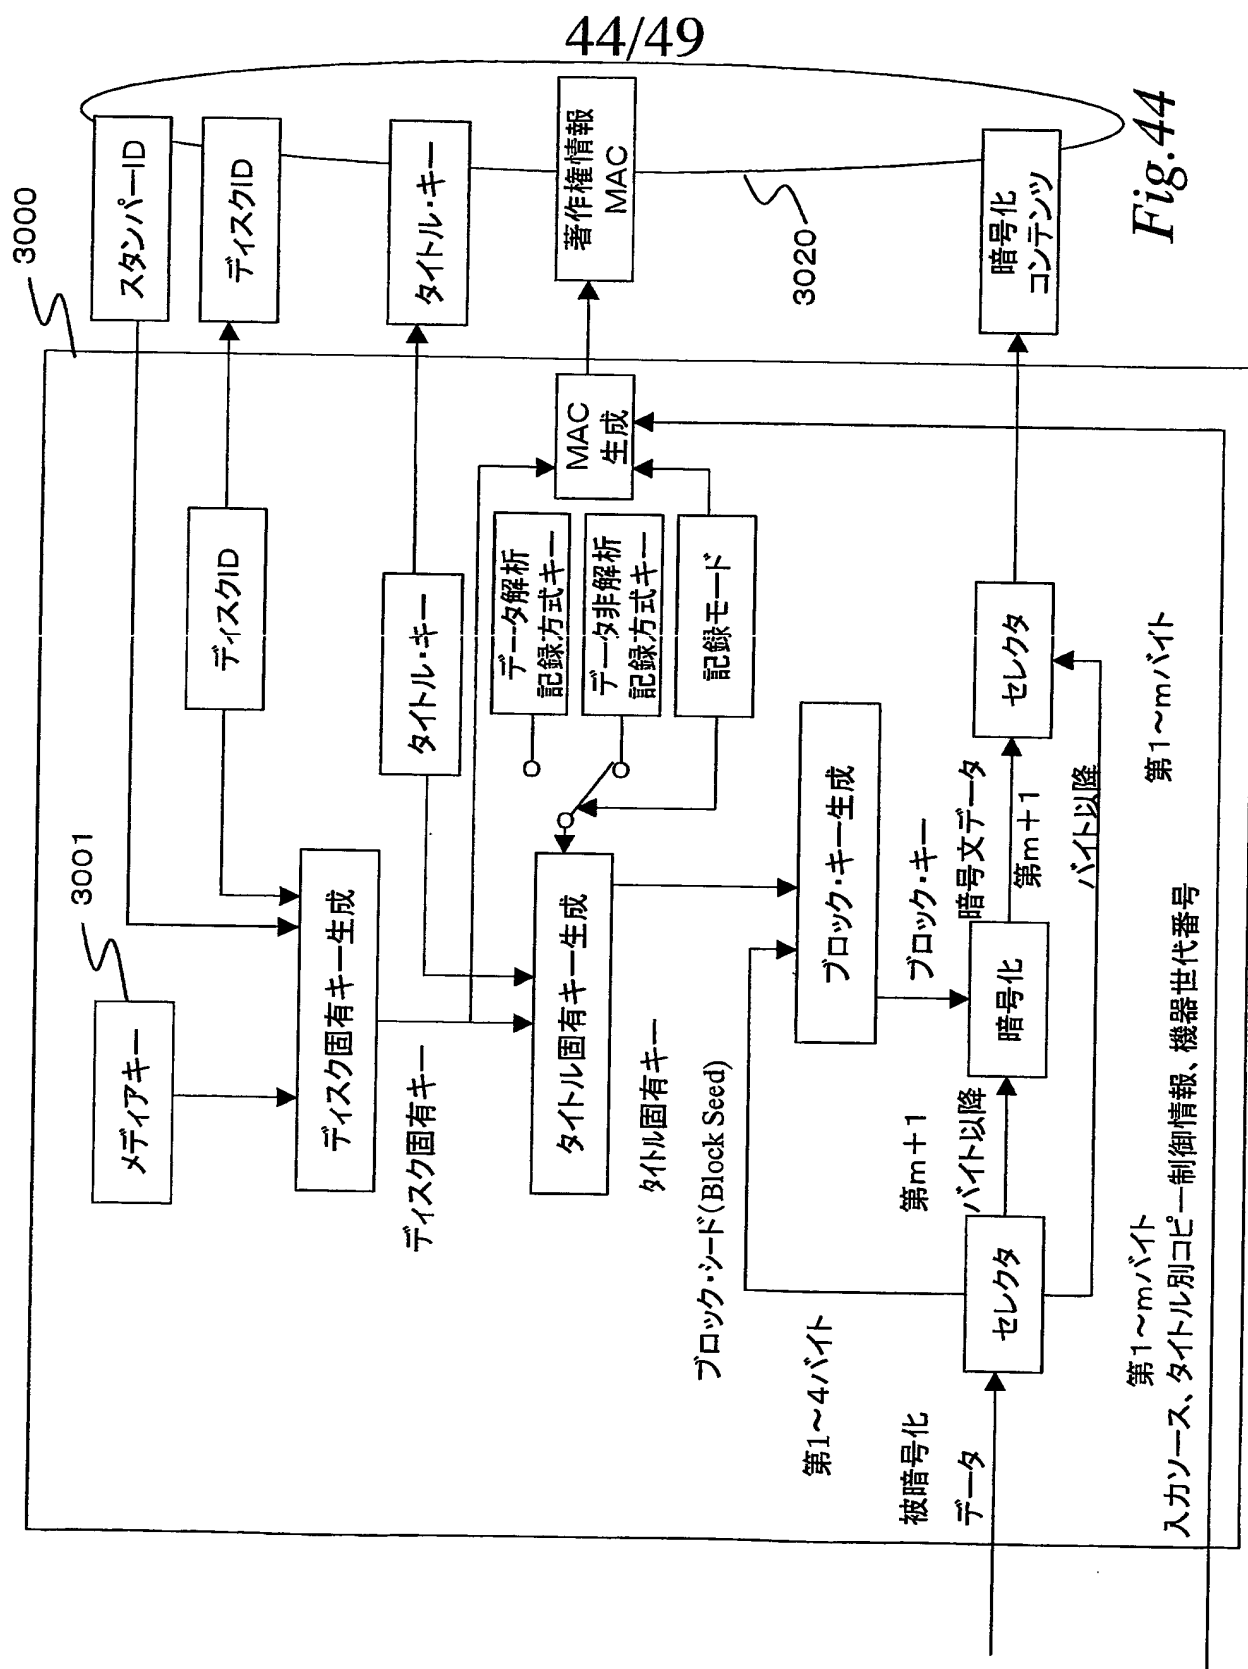 44/49
3000
スタンパーID
ディスクID
タイトル・キー
著作権情報
MAC
3020
暗号化
コンテンツ
Fig.44
3001
メディアキー
ディスクID
タイトル・キー
MAC
生成
データ解析
記録方式キー
データ非解析
記録方式キー
記録モード
ディスク固有キー生成
ディスク固有キー
タイトル固有キー生成
タイトル固有キー
ブロック・シード(Block Seed)
ブロック・キー生成
ブロック・キー
第1～4バイト
被暗号化
データ
セレクタ
第m+1
バイト以降
暗号化
暗号文データ
第m+1
バイト以降
セレクタ
第1～mバイト
第1～mバイト
入力ソース、タイトル別コピー制御情報、機器世代番号